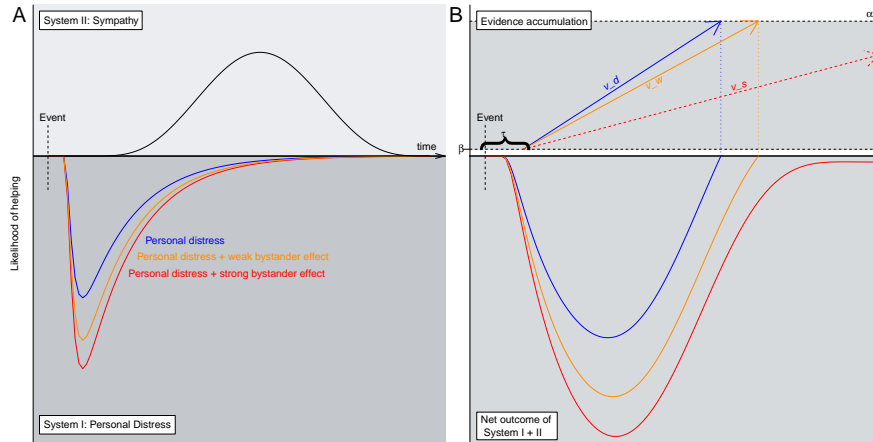 A
System II: Sympathy
Event
time
Likelihood of helping
Personal distress
Personal distress + weak bystander effect
Personal distress + strong bystander effect
System I: Personal Distress
B
Evidence accumulation
α
v_d
v_w
v_s
Event
τ
β
Net outcome of
System I + II